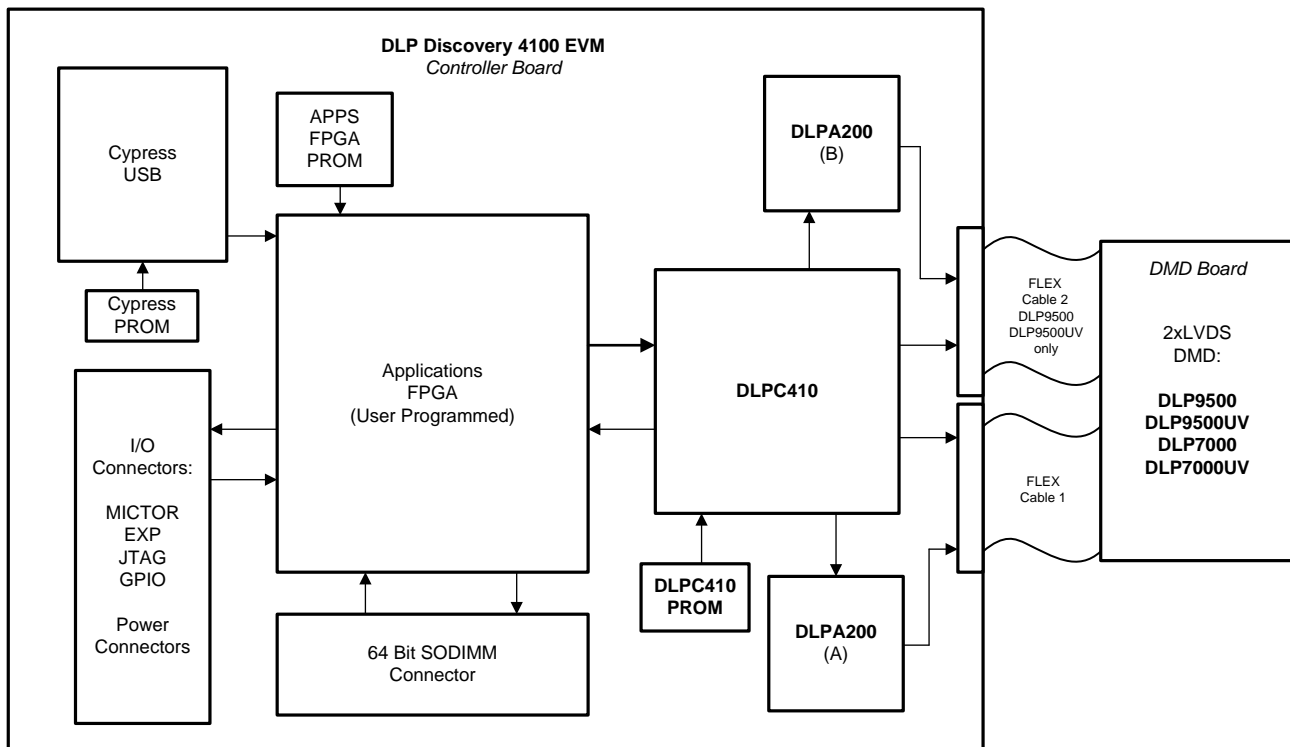 DLP Discovery 4100 EVM
Controller Board
Cypress
USB
Cypress
PROM
APPS
FPGA
PROM
Applications
FPGA
(User Programmed)
I/O
Connectors:
MICTOR
EXP
JTAG
GPIO
Power
Connectors
64 Bit SODIMM
Connector
DLPC410
DLPC410
PROM
DLPA200
(B)
DLPA200
(A)
FLEX
Cable 2
DLP9500
DLP9500UV
only
FLEX
Cable 1
DMD Board
2xLVDS
DMD:
DLP9500
DLP9500UV
DLP7000
DLP7000UV